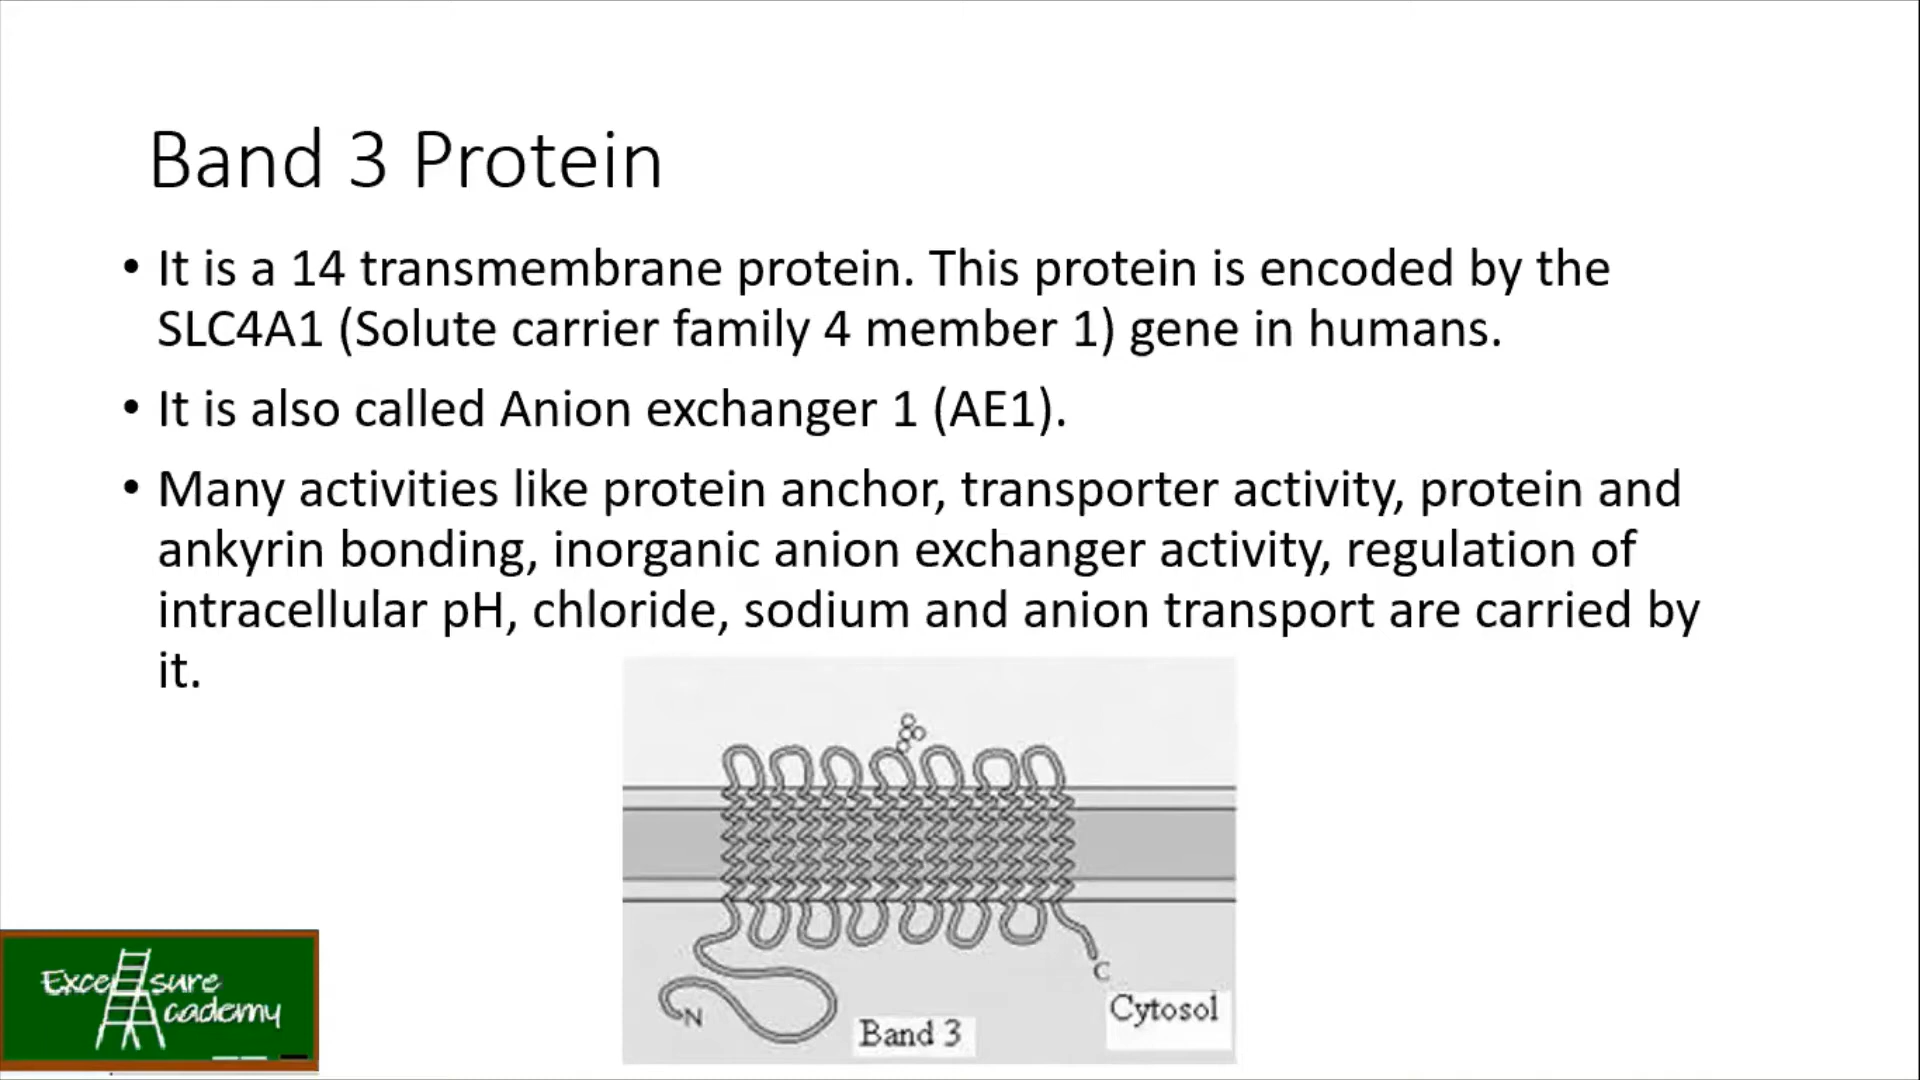 Band 3 Protein
• It is a 14 transmembrane protein. This protein is encoded by the
SLC4A1 (Solute carrier family 4 member 1) gene in humans.
• It is also called Anion exchanger 1 (AE1).
• Many activities like protein anchor, transporter activity, protein and
ankyrin bonding, inorganic anion exchanger activity, regulation of
intracellular pH, chloride, sodium and anion transport are carried by
it.
C
Cytosol
N
Band 3
Excel sure
Academy